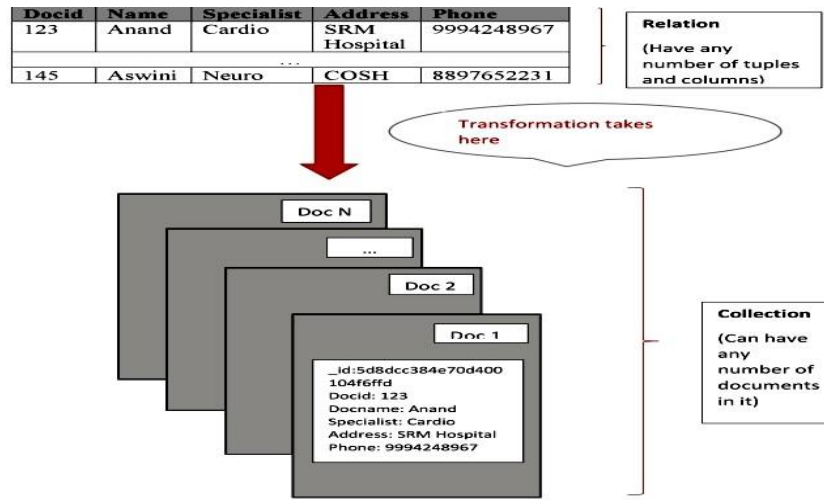 Docid Name Specialist Address Phone
123 Anand Cardio SRM Hospital 9994248967
...
145 Aswini Neuro COSH 8897652231
Relation
(Have any
number of tuples
and columns)
Transformation takes
here
Doc N
...
Doc 2
Doc 1
_id:5d8dcc384e70d400
104f6ffd
Docid: 123
Docname: Anand
Specialist: Cardio
Address: SRM Hospital
Phone: 9994248967
Collection
(Can have
any
number of
documents
in it)